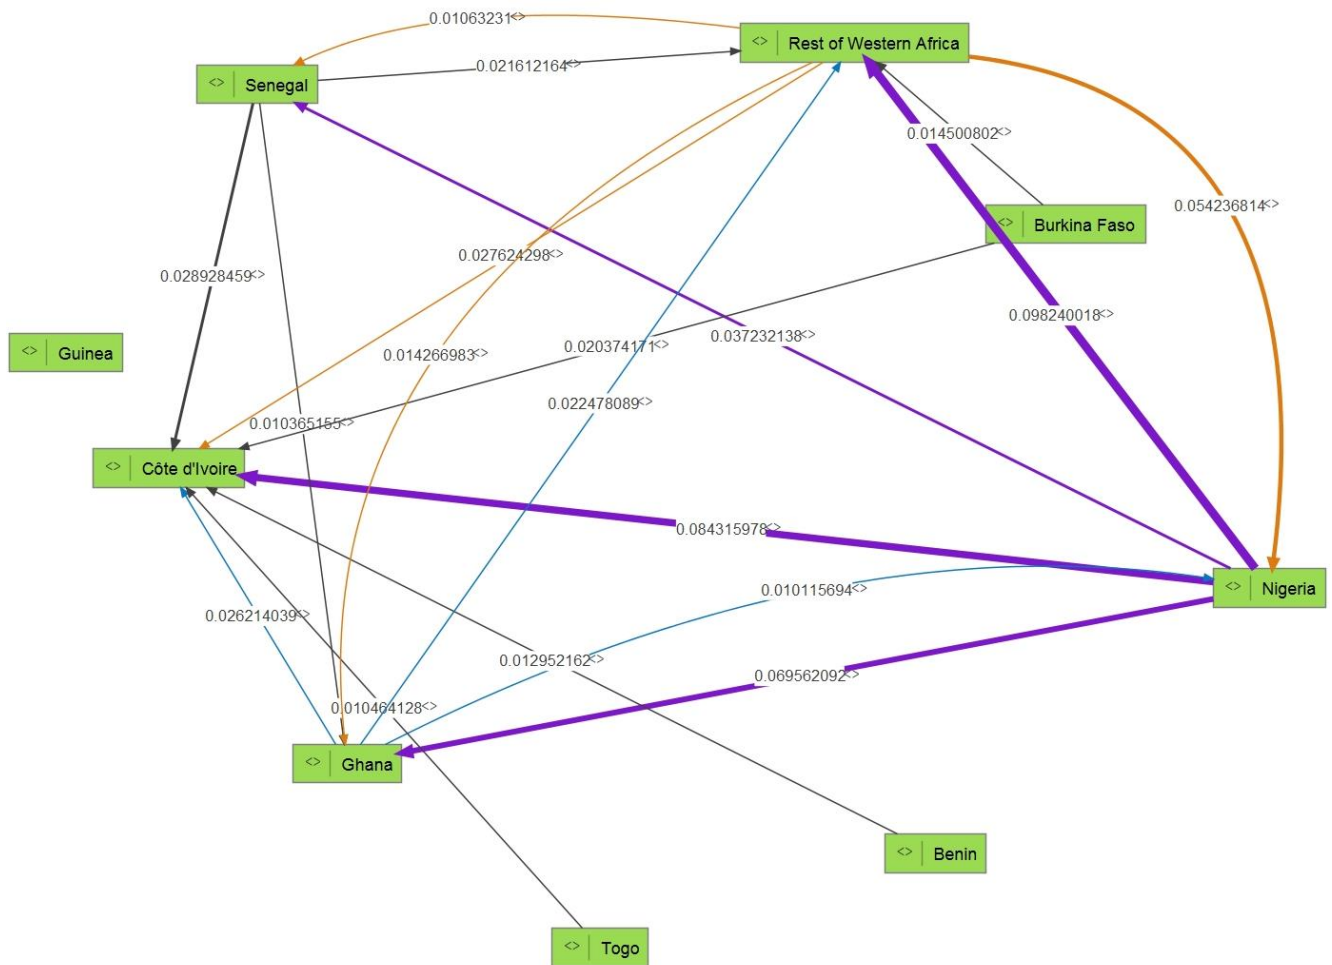 0.01063231<>
<> Rest of Western Africa
0.021612164<>
<> Senegal
0.014500802<>
0.054236814<>
<> Burkina Faso
0.027624298<>
0.028928459<>
0.098240018<>
0.037232138<>
0.020374171<>
<> Guinea
0.014266983<>
0.022478089<>
0.010365155<>
<> Côte d'Ivoire
0.084315978<>
0.010115694<>
<> Nigeria
0.026214039<>
0.012952162<>
0.069562092<>
0.010464128<>
<> Ghana
<> Benin
<> Togo